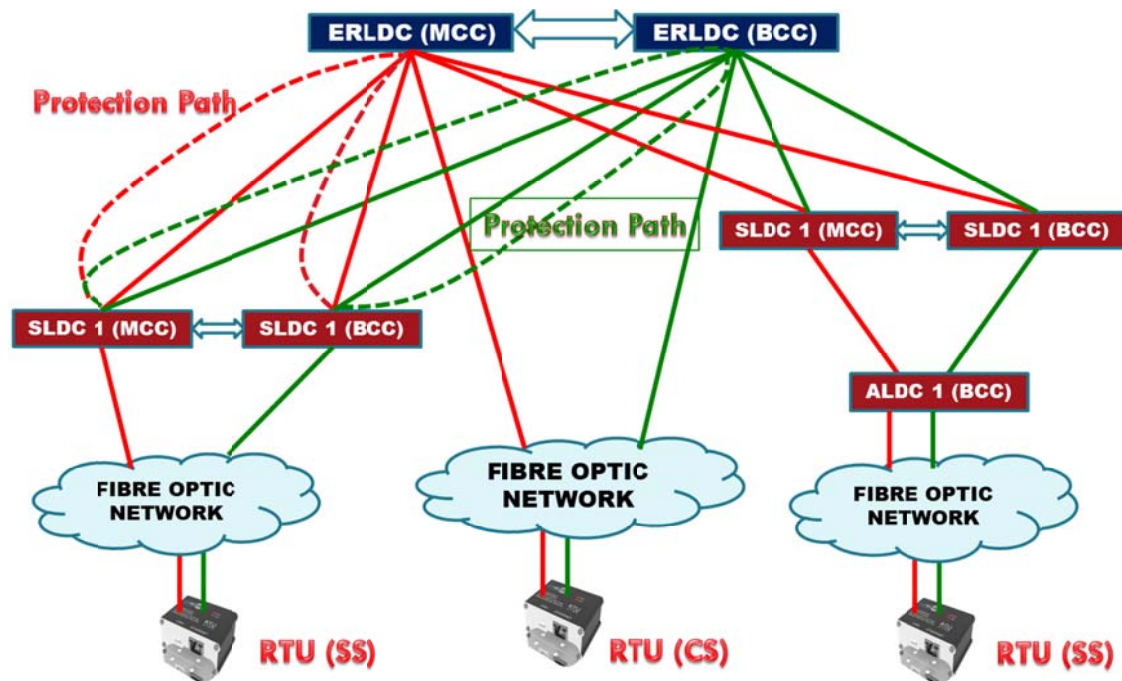 ERLDC (MCC)
ERLDC (BCC)
Protection Path
Protection Path
SLDC 1 (MCC)
SLDC 1 (BCC)
SLDC 1 (MCC)
SLDC 1 (BCC)
ALDC 1 (BCC)
FIBRE OPTIC
NETWORK
FIBRE OPTIC
NETWORK
FIBRE OPTIC
NETWORK
RTU (SS)
RTU (CS)
RTU (SS)